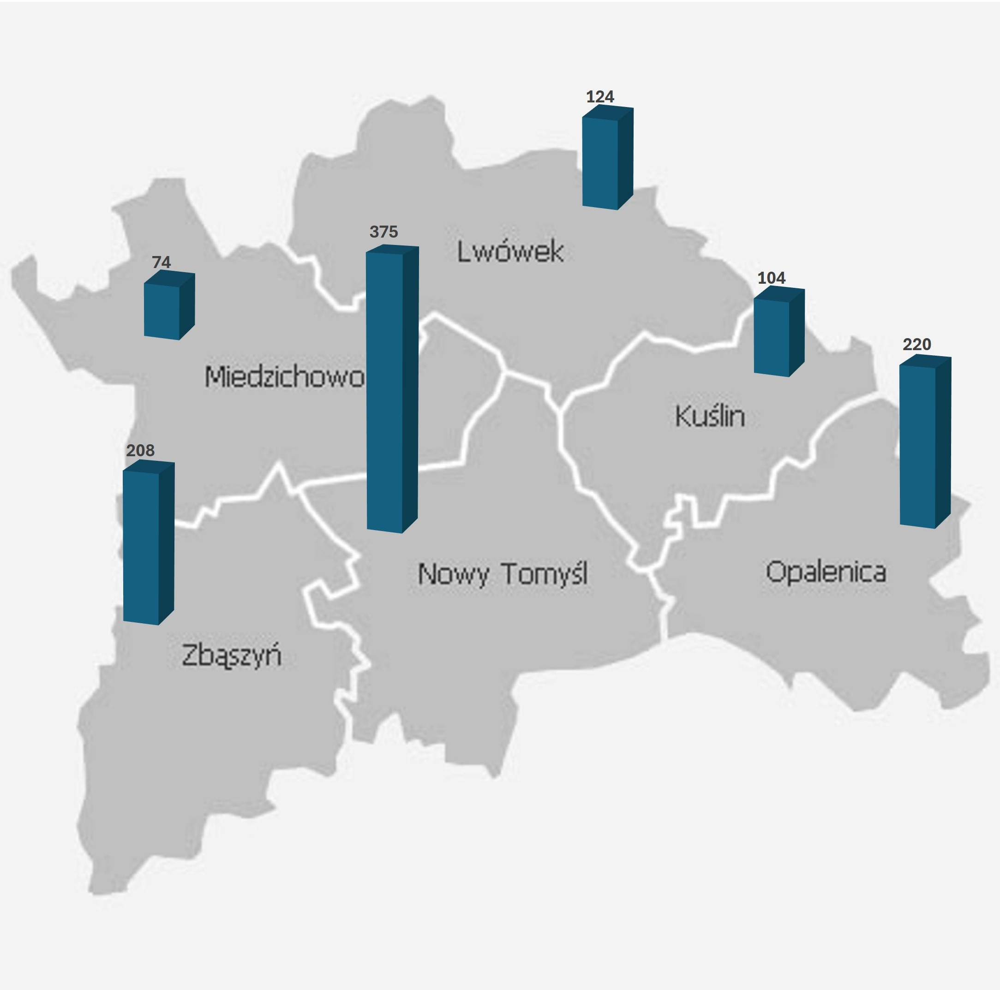 124
375
Lwówek
74
104
220
Miedzichowo
Kuślin
208
Nowy Tomyśl
Opalenica
Zbąszyń